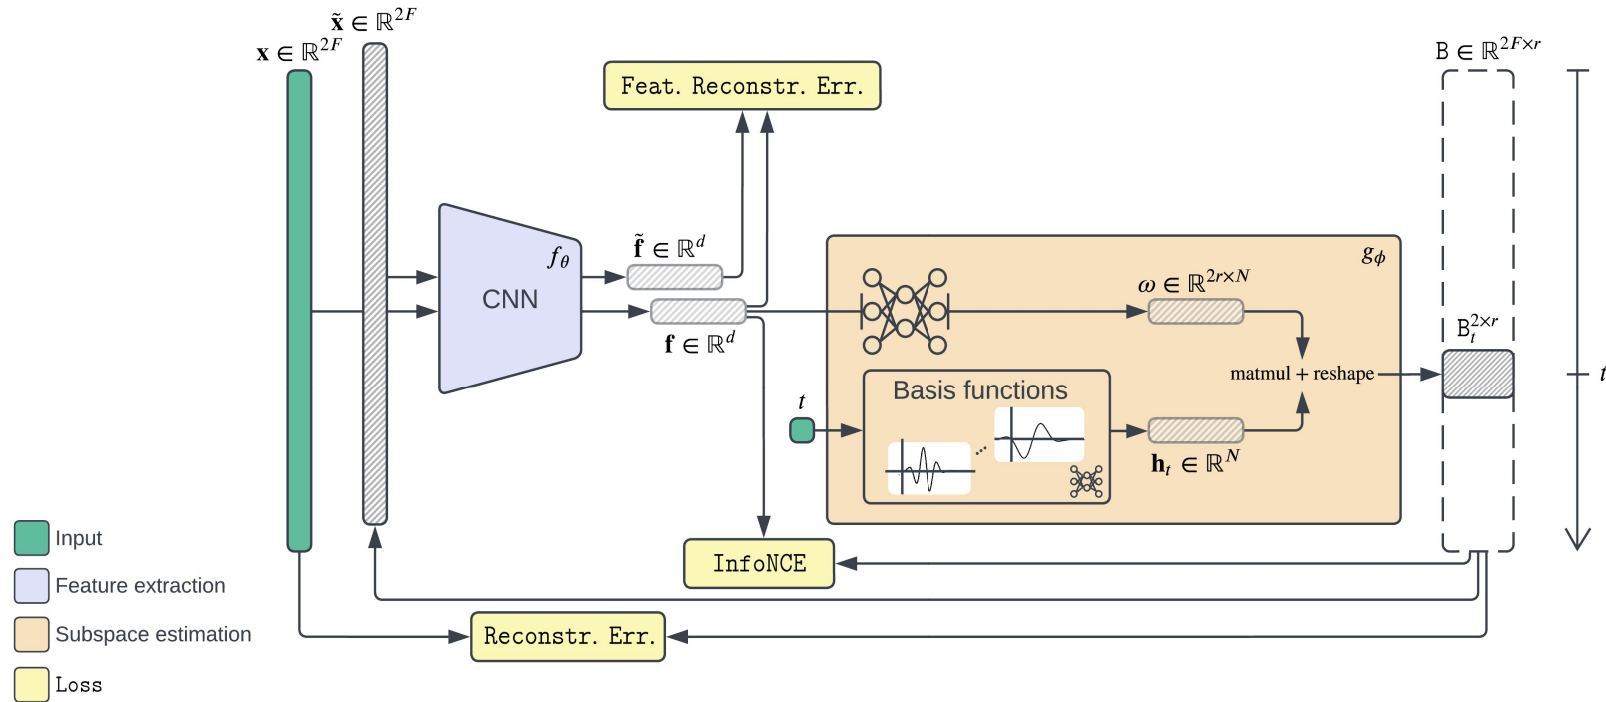 x̃ ∈ ℝ^{2F}
x ∈ ℝ^{2F}
B ∈ ℝ^{2F×r}
Feat. Reconstr. Err.
f_θ
CNN
f̃ ∈ ℝ^d
f ∈ ℝ^d
g_ϕ
ω ∈ ℝ^{2r×N}
B_t^{2×r}
matmul + reshape
t
t
Basis functions
h_t ∈ ℝ^N
InfoNCE
Reconstr. Err.
Input
Feature extraction
Subspace estimation
Loss